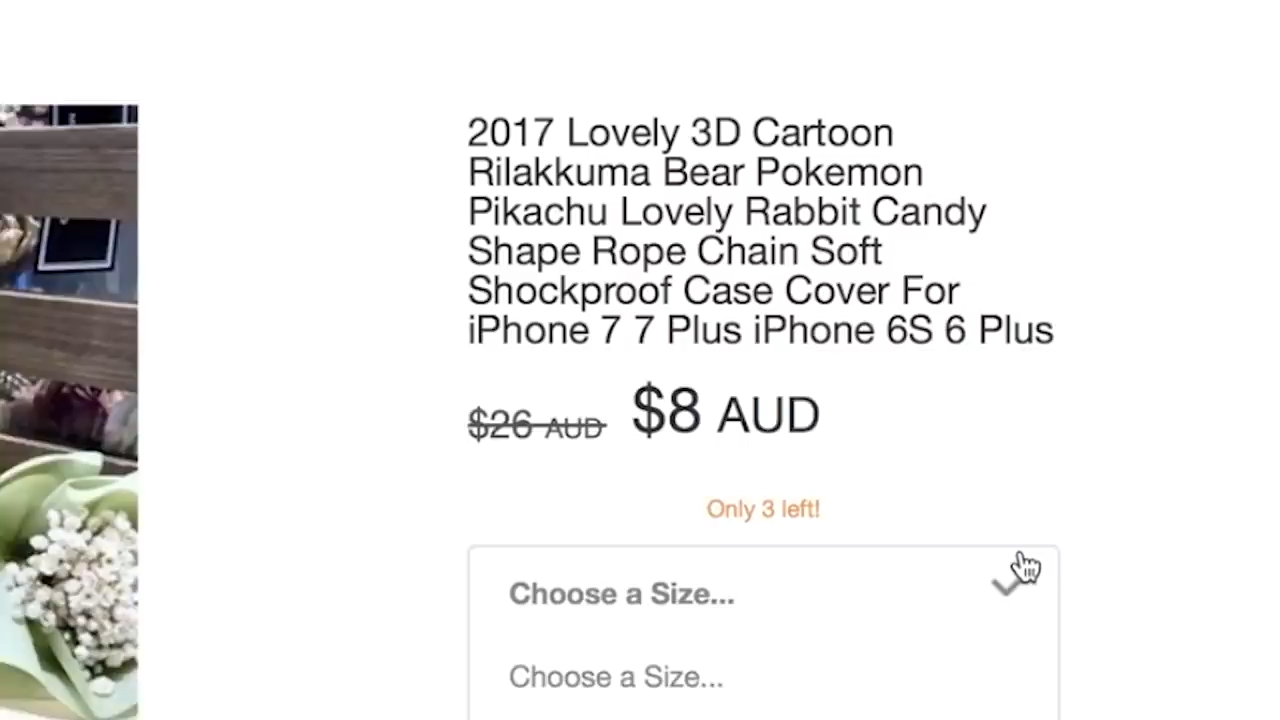 2017 Lovely 3D Cartoon
Rilakkuma Bear Pokemon
Pikachu Lovely Rabbit Candy
Shape Rope Chain Soft
Shockproof Case Cover For
iPhone 7 7 Plus iPhone 6S 6 Plus
$26 AUD $8 AUD
Only 3 left!
Choose a Size...
Choose a Size...